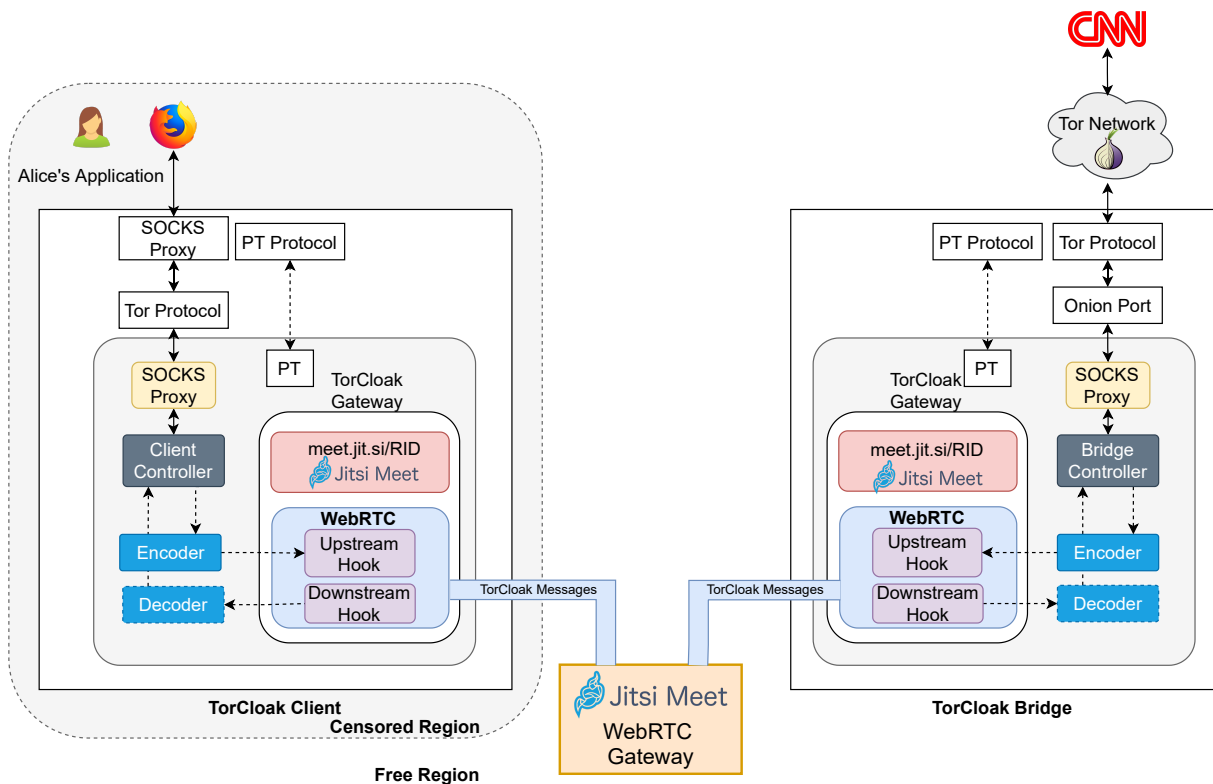 CNN
Tor Network
Alice's Application
SOCKS
Proxy
PT Protocol
Tor Protocol
PT
SOCKS
Proxy
TorCloak
Gateway
Client
Controller
meet.jit.si/RID
Jitsi Meet
WebRTC
Encoder
Upstream
Hook
Decoder
Downstream
Hook
TorCloak Messages
TorCloak Client
Censored Region
Free Region
Jitsi Meet
WebRTC
Gateway
TorCloak Messages
PT Protocol
Tor Protocol
Onion Port
PT
TorCloak
Gateway
SOCKS
Proxy
meet.jit.si/RID
Jitsi Meet
Bridge
Controller
WebRTC
Upstream
Hook
Encoder
Downstream
Hook
Decoder
TorCloak Bridge